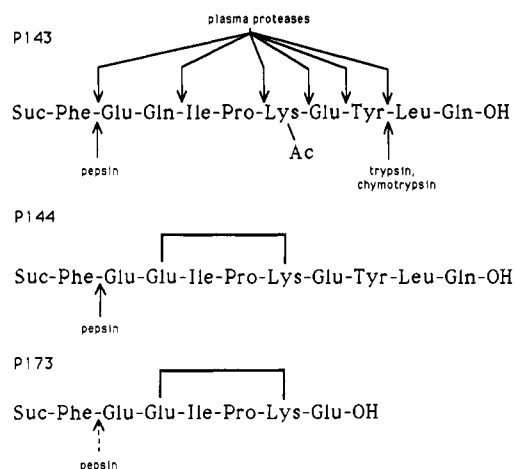 plasma proteases
P143
Suc-Phe-Glu-Gln-Ile-Pro-Lys-Glu-Tyr-Leu-Gln-OH
Ac
pepsin
trypsin,
chymotrypsin
P144
Suc-Phe-Glu-Glu-Ile-Pro-Lys-Glu-Tyr-Leu-Gln-OH
pepsin
P173
Suc-Phe-Glu-Glu-Ile-Pro-Lys-Glu-OH
pepsin